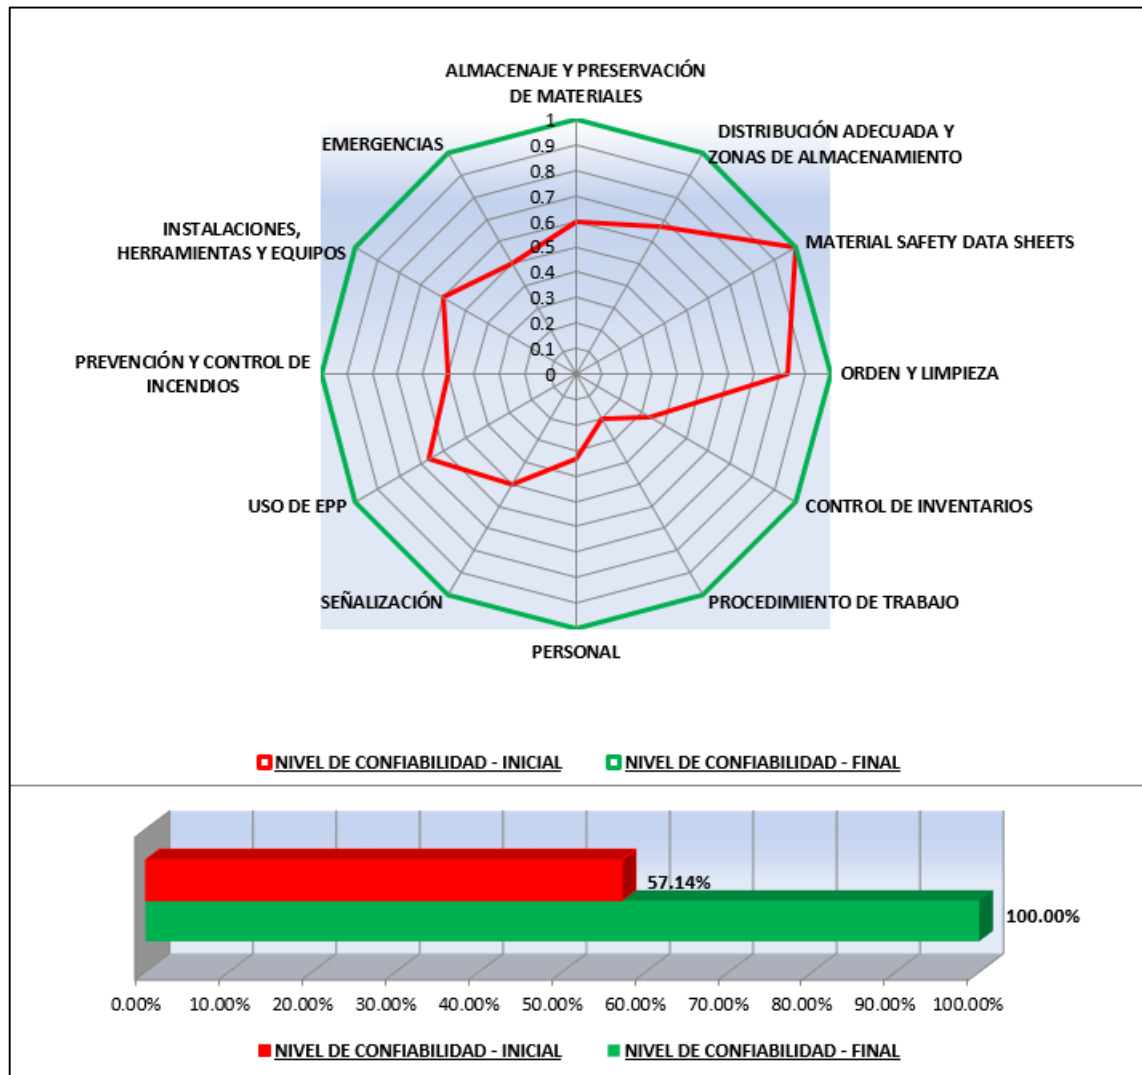 ALMACENAJE Y PRESERVACIÓN
DE MATERIALES
DISTRIBUCIÓN ADECUADA Y
ZONAS DE ALMACENAMIENTO
MATERIAL SAFETY DATA SHEETS
ORDEN Y LIMPIEZA
CONTROL DE INVENTARIOS
PROCEDIMIENTO DE TRABAJO
PERSONAL
SEÑALIZACIÓN
USO DE EPP
PREVENCIÓN Y CONTROL DE
INCENDIOS
INSTALACIONES,
HERRAMIENTAS Y EQUIPOS
EMERGENCIAS
1
0.9
0.8
0.7
0.6
0.5
0.4
0.3
0.2
0.1
0
NIVEL DE CONFIABILIDAD - INICIAL NIVEL DE CONFIABILIDAD - FINAL
57.14%
100.00%
0.00% 10.00% 20.00% 30.00% 40.00% 50.00% 60.00% 70.00% 80.00% 90.00% 100.00%
NIVEL DE CONFIABILIDAD - INICIAL NIVEL DE CONFIABILIDAD - FINAL